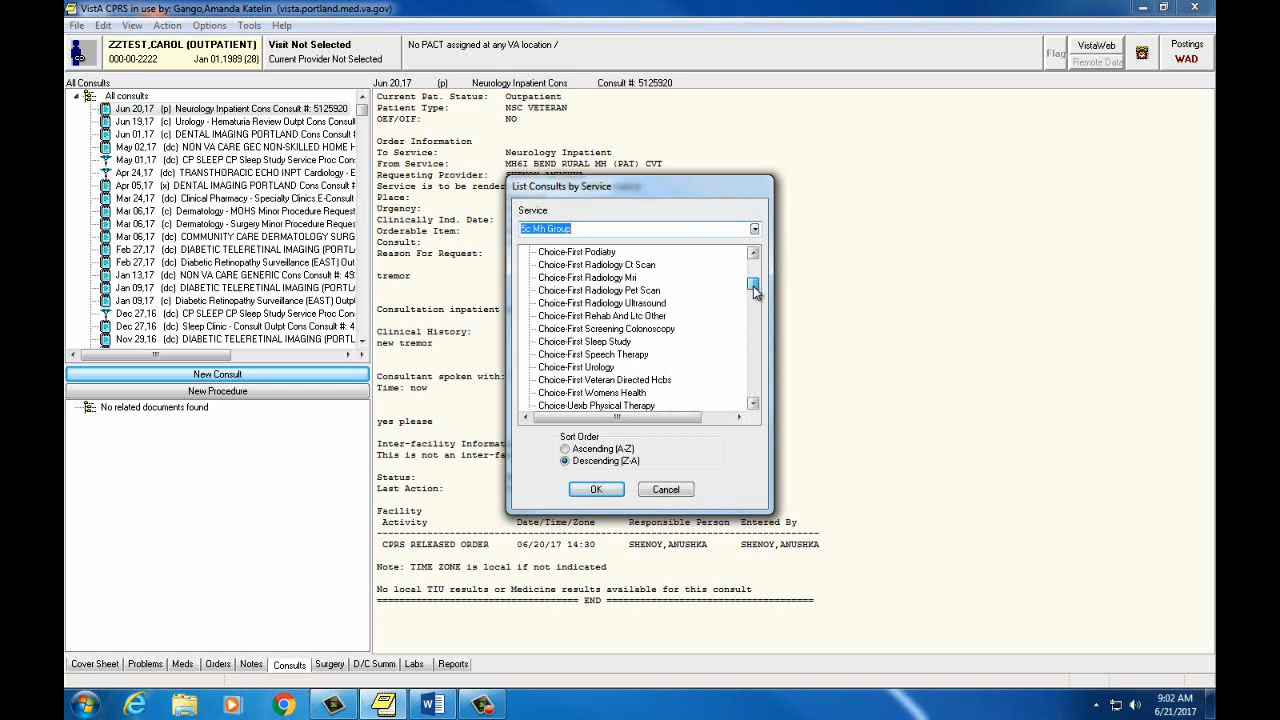 VistA CPRS in use by: Gango,Amanda Katelin (vista.portland.med.va.gov)
File Edit View Action Options Tools Help
ZZTEST,CAROL (OUTPATIENT) Visit Not Selected No PACT assigned at any VA location / Flag VistaWeb Postings
000-00-2222 Jan 01,1989 (28) Current Provider Not Selected Remote Data WAD
All Consults Jun 20,17 (p) Neurology Inpatient Cons Consult #: 5125920
All consults
Jun 20,17 (p) Neurology Inpatient Cons Consult #: 5125920
Jun 19,17 (c) Urology - Hematuria Review Outpt Cons Consult
Jun 01,17 (c) DENTAL IMAGING PORTLAND Cons Consult #
May 02,17 (dc) NON VA CARE GEC NON-SKILLED HOME
May 01,17 (dc) CP SLEEP CP Sleep Study Service Proc Con
Apr 24,17 (dc) TRANSTHORACIC ECHO INPT Cardiology - E
Apr 05,17 (x) DENTAL IMAGING PORTLAND Cons Consult
Mar 24,17 (dc) Clinical Pharmacy - Specialty Clinics E-Consult
Mar 06,17 (c) Dermatology - MOHS Minor Procedure Reques
Mar 06,17 (c) Dermatology - Surgery Minor Procedure Reques
Mar 06,17 (dc) COMMUNITY CARE DERMATOLOGY OMR
Feb 27,17 (dc) DIABETIC TELERETINAL IMAGING (PORTL
Feb 27,17 (dc) Diabetic Retinopathy Surveillance (EAST) Con
Jan 13,17 (dc) NON VA CARE GENERIC Cons Consult #: 49
Jan 09,17 (c) Diabetic Retinopathy Surveillance (EAST) Con
Dec 27,16 (dc) CP SLEEP CP Sleep Study Service Proc Con
Dec 27,16 (dc) Sleep Clinic - Consult Outpt Cons Consult #: 4
Nov 29,16 (dc) DIABETIC TELERETINAL IMAGING (PORTL
New Consult
New Procedure
No related documents found
Current Pat. Status: Outpatient
Patient Type: NSC VETERAN
OEF/OIF: NO
Order Information
To Service: Neurology Inpatient
From Service: MH6I BEND RURAL MH (PAT) CVT
Requesting Provider:
Service is to be render
Place:
Urgency:
Clinically Ind. Date:
Orderable Item:
Consult:
Reason For Request:
tremor
Consultation inpatient
Clinical History:
new tremor
Consultant spoken with:
Time: now
yes please
Inter-facility Informat
This is not an inter-fa
Status:
Last Action:
Facility
Activity Date/Time/Zone Responsible Person Entered By
CPRS RELEASED ORDER 06/20/17 14:30 SHENOY,ANUSHKA SHENOY,ANUSHKA
Note: TIME ZONE is local if not indicated
No local TIU results or Medicine results available for this consult
END
List Consults by Service
Service
5c Mh Group
Choice-First Podiatry
Choice-First Radiology Ct Scan
Choice-First Radiology Mri
Choice-First Radiology Pet Scan
Choice-First Radiology Ultrasound
Choice-First Rehab And Ltc Other
Choice-First Screening Colonoscopy
Choice-First Sleep Study
Choice-First Speech Therapy
Choice-First Urology
Choice-First Veteran Directed Hcbs
Choice-First Womens Health
Choice-Uexb Physical Therapy
Sort Order
Ascending (A-Z)
Descending (Z-A)
OK Cancel
Cover Sheet Problems Meds Orders Notes Consults Surgery D/C Summ Labs Reports
9:02 AM
6/21/2017